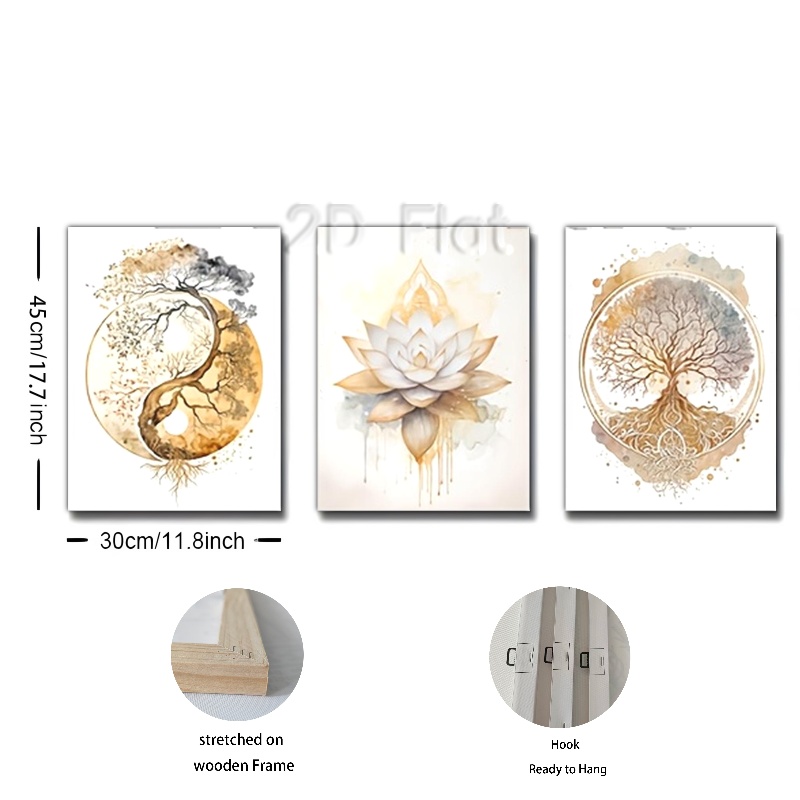 2D Flat
45cm/17.7inch
30cm/11.8inch
stretched on
wooden Frame
Hook
Ready to Hang